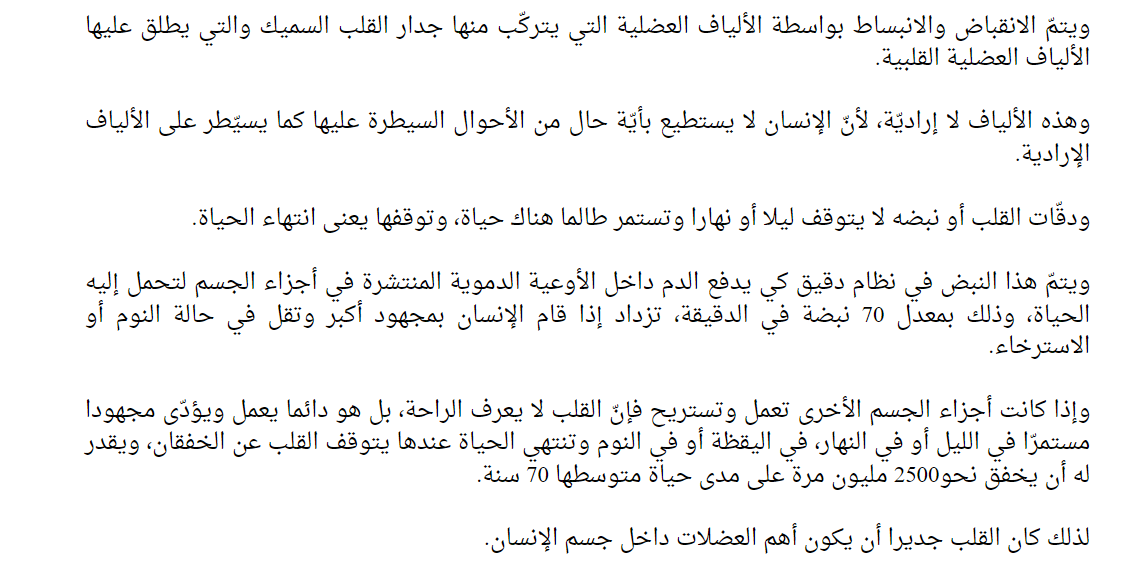 ويتمّ الانقباض والانبساط بواسطة الألياف العضلية التي يتركّب منها جدار القلب السميك والتي يطلق عليها
الألياف العضلية القلبية.
وهذه الألياف لا إراديّة، لأنّ الإنسان لا يستطيع بأيّة حال من الأحوال السيطرة عليها كما يسيّطر على الألياف
الإرادية.
ودقّات القلب أو نبضه لا يتوقف ليلا أو نهارا وتستمر طالما هناك حياة، وتوقفها يعنى انتهاء الحياة.
ويتمّ هذا النبض في نظام دقيق كي يدفع الدم داخل الأوعية الدموية المنتشرة في أجزاء الجسم لتحمل إليه
الحياة، وذلك بمعدل 70 نبضة في الدقيقة، تزداد إذا قام الإنسان بمجهود أكبر وتقل في حالة النوم أو
الاسترخاء.
وإذا كانت أجزاء الجسم الأخرى تعمل وتستريح فإنّ القلب لا يعرف الراحة، بل هو دائما يعمل ويؤدّى مجهودا
مستمرّا في الليل أو في النهار، في اليقظة أو في النوم وتنتهي الحياة عندها يتوقف القلب عن الخفقان، ويقدر
له أن يخفق نحو2500 مليون مرة على مدى حياة متوسطها 70 سنة.
لذلك كان القلب جديرا أن يكون أهم العضلات داخل جسم الإنسان.